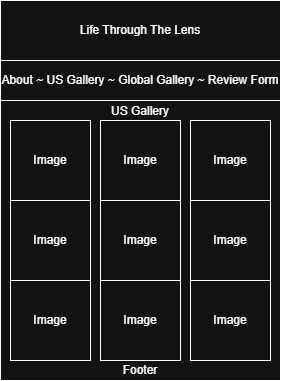 Life Through The Lens
About ~ US Gallery ~ Global Gallery ~ Review Form
US Gallery
Image Image Image
Image Image Image
Image Image Image
Footer